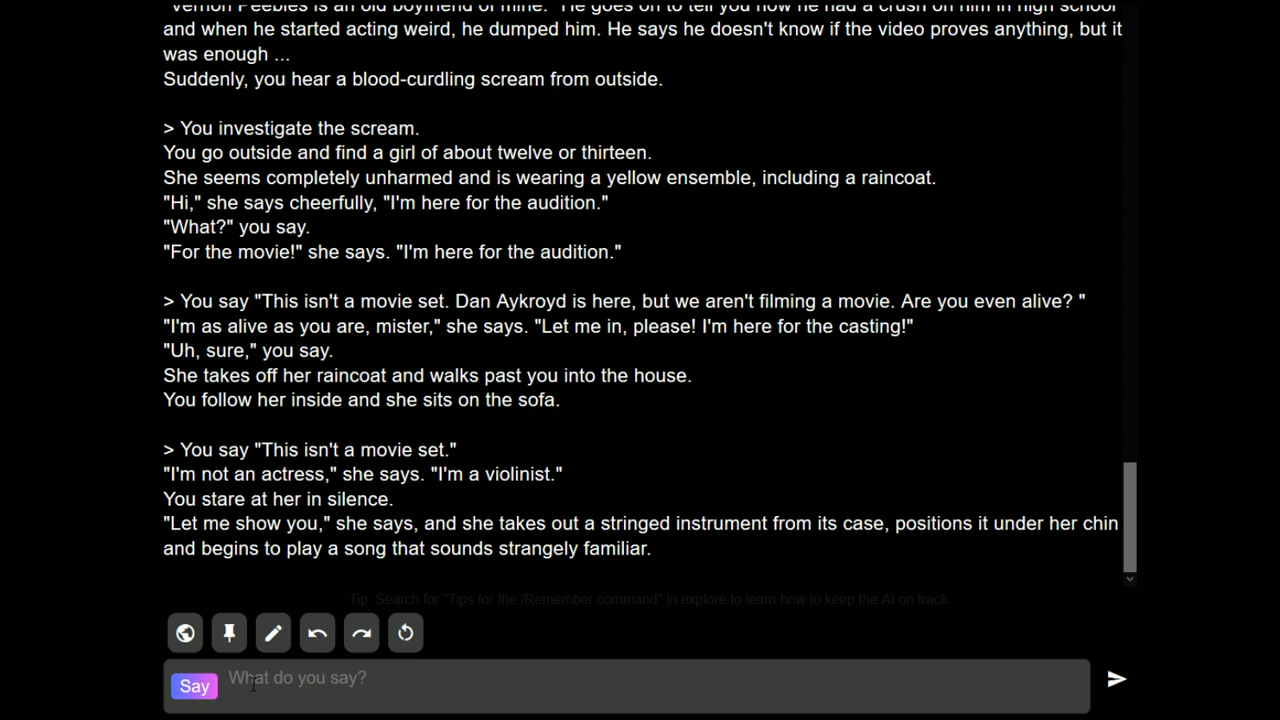 "Vernon Peebles is an old boyfriend of mine." He goes on to tell you how he had a crush on him in high school
and when he started acting weird, he dumped him. He says he doesn't know if the video proves anything, but it
was enough ...
Suddenly, you hear a blood-curdling scream from outside.
> You investigate the scream.
You go outside and find a girl of about twelve or thirteen.
She seems completely unharmed and is wearing a yellow ensemble, including a raincoat.
"Hi," she says cheerfully, "I'm here for the audition."
"What?" you say.
"For the movie!" she says. "I'm here for the audition."
> You say "This isn't a movie set. Dan Aykroyd is here, but we aren't filming a movie. Are you even alive? "
"I'm as alive as you are, mister," she says. "Let me in, please! I'm here for the casting!"
"Uh, sure," you say.
She takes off her raincoat and walks past you into the house.
You follow her inside and she sits on the sofa.
> You say "This isn't a movie set."
"I'm not an actress," she says. "I'm a violinist."
You stare at her in silence.
"Let me show you," she says, and she takes out a stringed instrument from its case, positions it under her chin
and begins to play a song that sounds strangely familiar.
Tip: Search for "Tips for the /Remember command" in explore to learn how to keep the AI on track
Say What do you say?